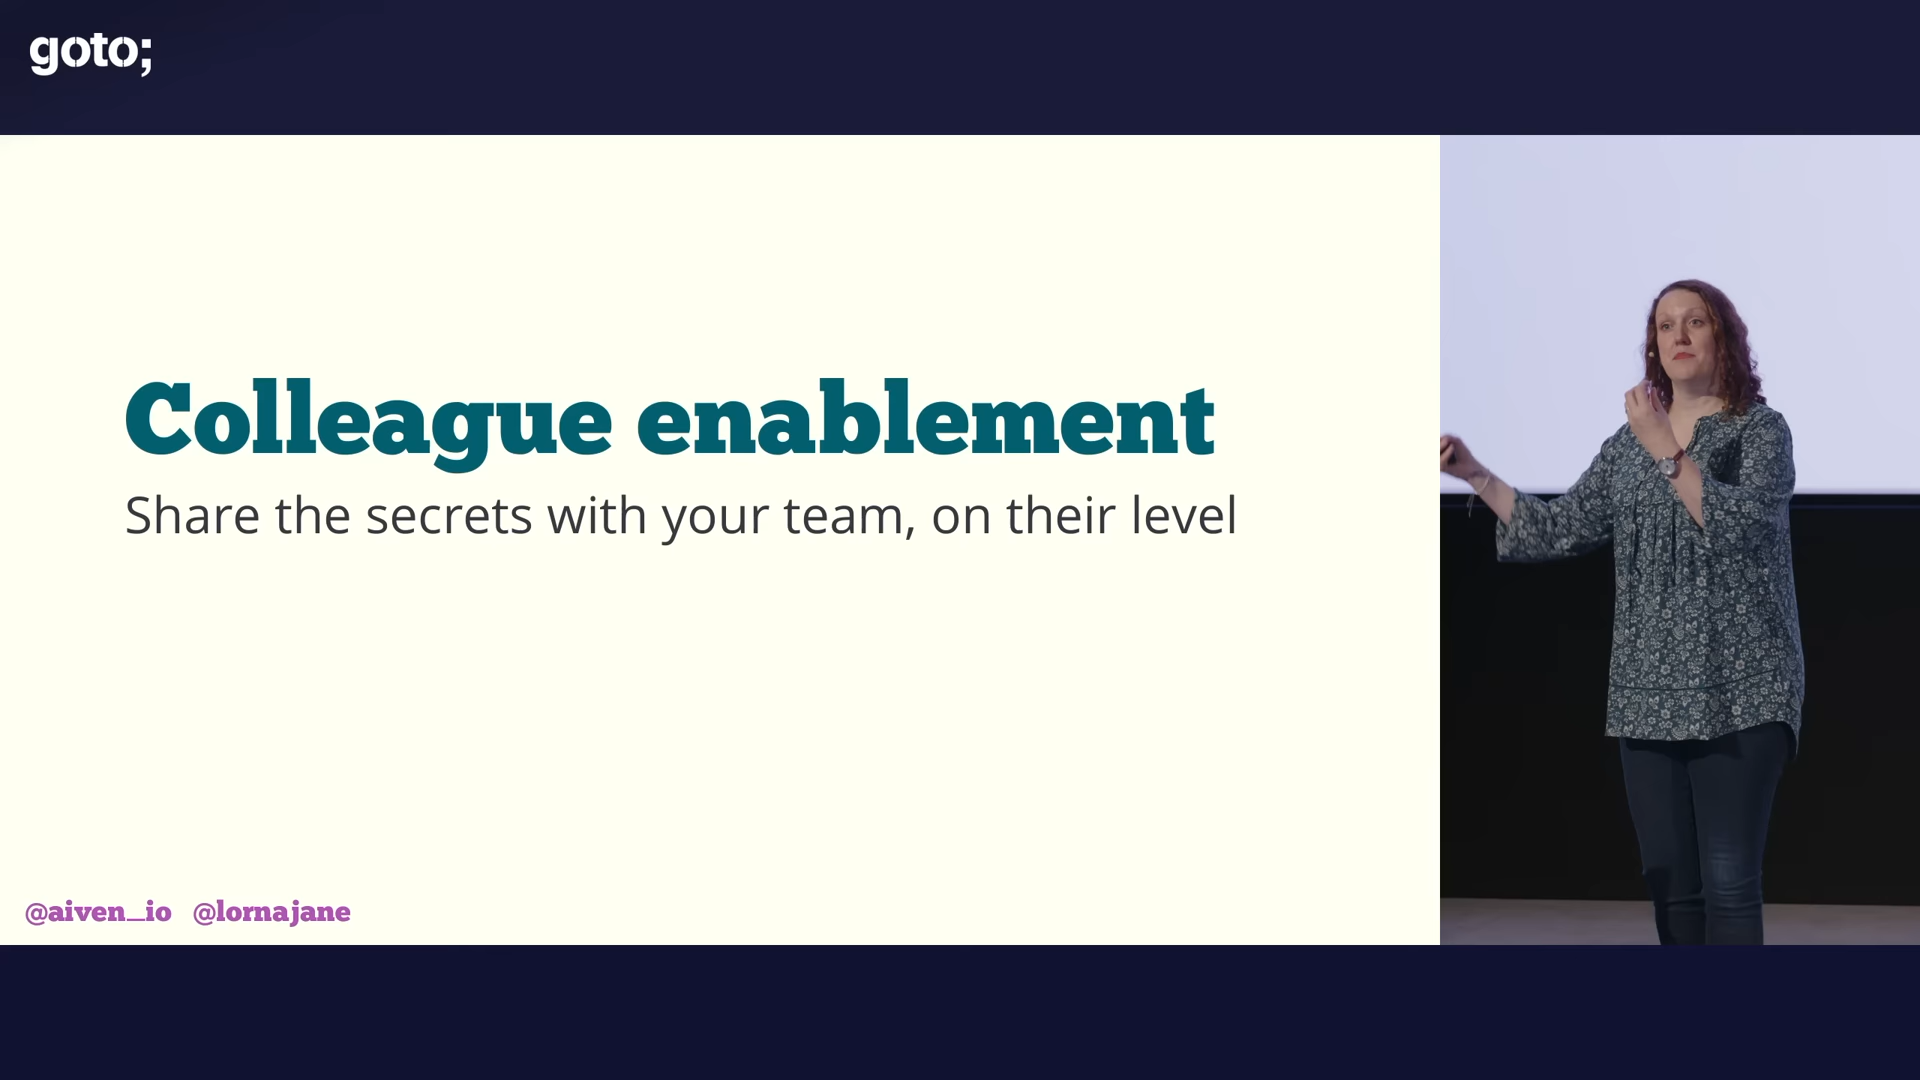 goto;
Colleague enablement
Share the secrets with your team, on their level
@aiven_io @lornajane